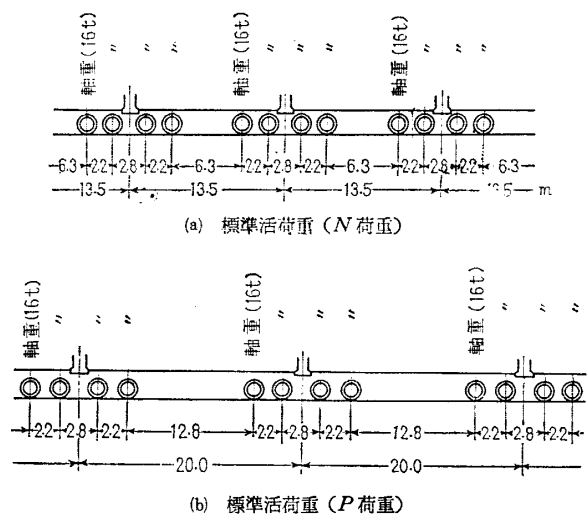 軸重(16t) 〃 〃 〃 軸重(16t) 〃 〃 〃 軸重(16t) 〃 〃 〃
6.3 2.2 2.8 2.2 6.3 2.2 2.8 2.2 6.3 2.2 2.8 2.2 6.3
13.5 13.5 13.5 13.5 m
(a) 標準活荷重(N荷重)
軸重(16t) 〃 〃 〃 軸重(16t) 〃 〃 〃 軸重(16t) 〃 〃 〃
2.2 2.8 2.2 12.8 2.2 2.8 2.2 12.8 2.2 2.8 2.2
20.0 20.0
(b) 標準活荷重(P荷重)